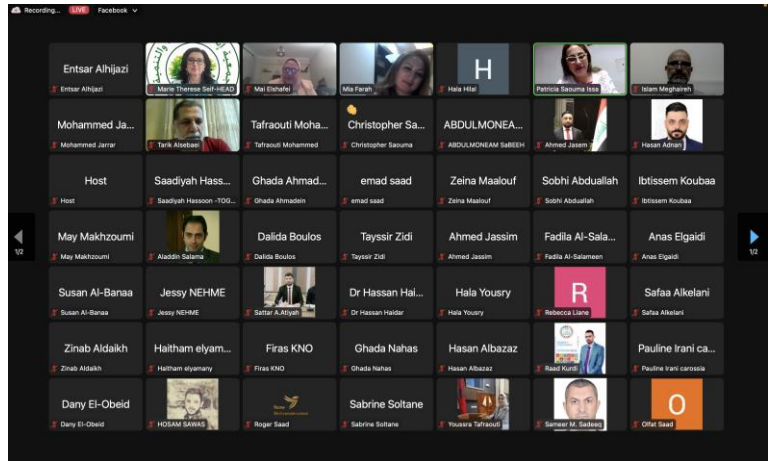 Recording... LIVE Facebook
Entsar Alhijazi
Entsar Alhijazi
Marie Therese Seif-HEAD
Mai Elshafei
Mia Farah
H
Hala Hilal
Patricia Saouma Issa
Islam Meghaireh
Mohammed Ja...
Mohammed Jarrar
Tarik Alsebaei
Tafraouti Moha...
Tafraouti Mohammed
Christopher Sa...
Christopher Saouma
ABDULMONEA...
ABDULMONEAM SaBEEH
Ahmed Jasem
Hasan Adnan
Host
Host
Saadiyah Hass...
Saadiyah Hassoon -TOG...
Ghada Ahmad...
Ghada Ahmadein
emad saad
emad saad
Zeina Maalouf
Zeina Maalouf
Sobhi Abduallah
Sobhi Abduallah
Ibtissem Koubaa
Ibtissem Koubaa
1/2
May Makhzoumi
May Makhzoumi
Aladdin Salama
Dalida Boulos
Dalida Boulos
Tayssir Zidi
Tayssir Zidi
Ahmed Jassim
Ahmed Jassim
Fadila Al-Sala...
Fadila Al-Salameen
Anas Elgaidi
Anas Elgaidi
1/2
Susan Al-Banaa
Susan Al-Banaa
Jessy NEHME
Jessy NEHME
Sattar A.Atiyah
Dr Hassan Hai...
Dr Hassan Haidar
Hala Yousry
Hala Yousry
R
Rebecca Liane
Safaa Alkelani
Safaa Alkelani
Zinab Aldaikh
Zinab Aldaikh
Haitham elyam...
Haitham elyamany
Firas KNO
Firas KNO
Ghada Nahas
Ghada Nahas
Hasan Albazaz
Hasan Albazaz
Raed Kurdi
Pauline Irani ca...
Pauline Irani carossia
Dany El-Obeid
Dany El-Obeid
HOSAM SAWAS
Roger Saad
Sabrine Soltane
Sabrine Soltane
Youssra Tafraouti
Sameer M. Sadeeq
O
Olfat Saad